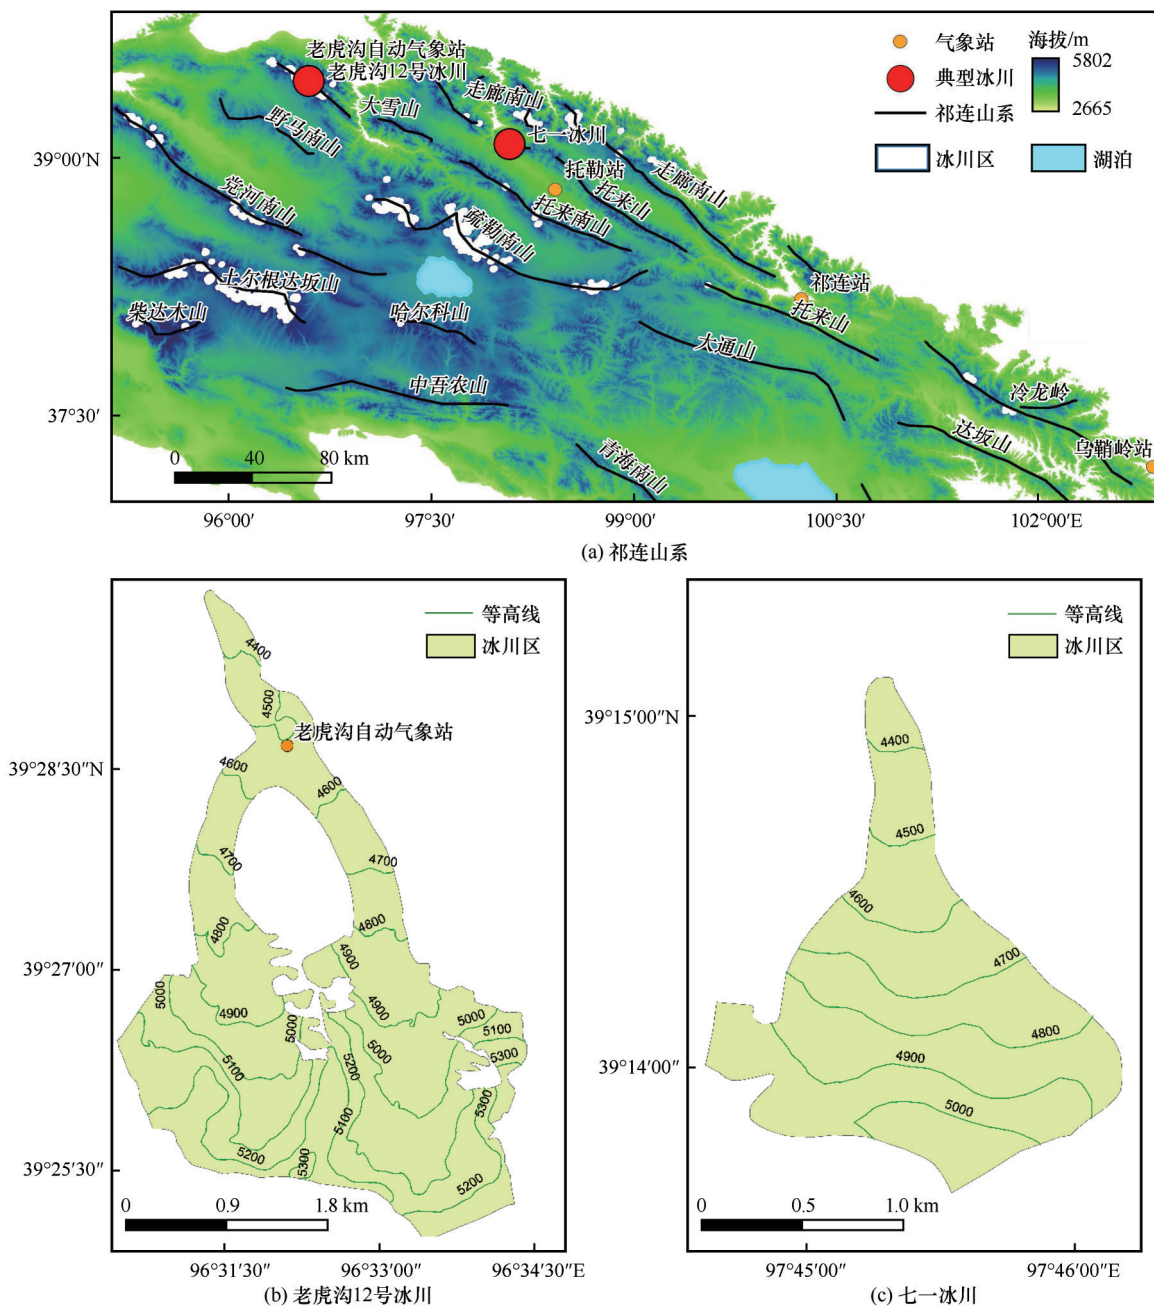 老虎沟自动气象站
老虎沟12号冰川
走廊南山
大雪山
野马南山
七一冰川
托勒站
走廊南山
托来山
托来南山
党河南山
疏勒南山
土尔根达坂山
柴达木山
哈尔科山
祁连站
托来山
大通山
中吾农山
冷龙岭
达坂山
乌鞘岭站
青海南山
气象站
典型冰川
祁连山系
冰川区
湖泊
海拔/m
5802
2665
39°00′N
37°30′
0 40 80 km
96°00′ 97°30′ 99°00′ 100°30′ 102°00′E
(a) 祁连山系
等高线
冰川区
4400
4500
老虎沟自动气象站
4600
4600
4700
4700
4800
4800
4900
5000
4900
4900
5000
5000
5100
5300
5000
5200
5100
5300
5100
5200
5300
5200
39°28′30″N
39°27′00″
39°25′30″
0 0.9 1.8 km
96°31′30″ 96°33′00″ 96°34′30″E
(b) 老虎沟12号冰川
等高线
冰川区
4400
4500
4600
4700
4800
4900
5000
39°15′00″N
39°14′00″
0 0.5 1.0 km
97°45′00″ 97°46′00″E
(c) 七一冰川